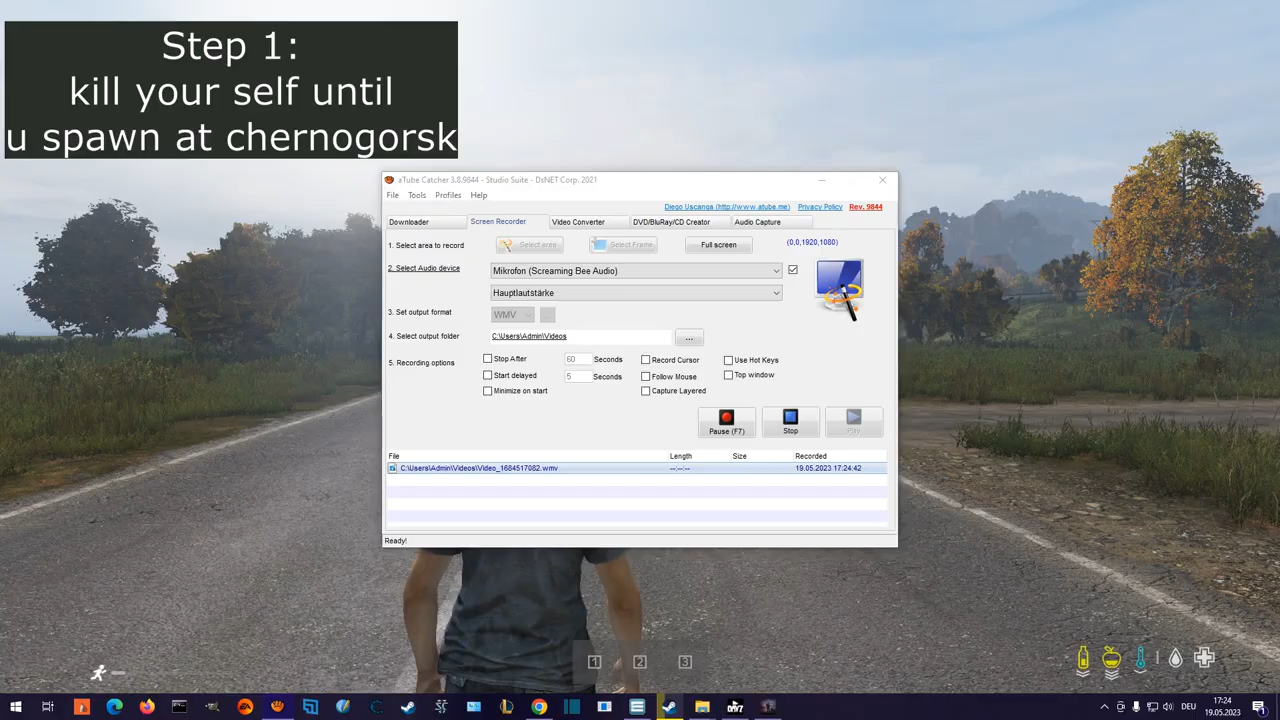 Step 1:
kill your self until
u spawn at chernogorsk
aTube Catcher 3.8.9844 - Studio Suite - DsNET Corp. 2021
File Tools Profiles Help
Diego Uscanga (http://www.atube.me) Privacy Policy Rev. 9844
Downloader Screen Recorder Video Converter DVD/BluRay/CD Creator Audio Capture
1. Select area to record Select area Select Frame Full screen (0,0,1920,1080)
2. Select Audio device Mikrofon (Screaming Bee Audio)
Hauptlautstärke
3. Set output format WMV ...
4. Select output folder C:\Users\Admin\Videos ...
5. Recording options Stop After 60 Seconds Record Cursor Use Hot Keys
Start delayed 5 Seconds Follow Mouse Top window
Minimize on start Capture Layered
Pause (F7) Stop Play
File Length Size Recorded
C:\Users\Admin\Videos\Video_1684517082.wmv --:--:-- 19.05.2023 17:24:42
Ready!
1 2 3
EA DEU 17:24
19.05.2023